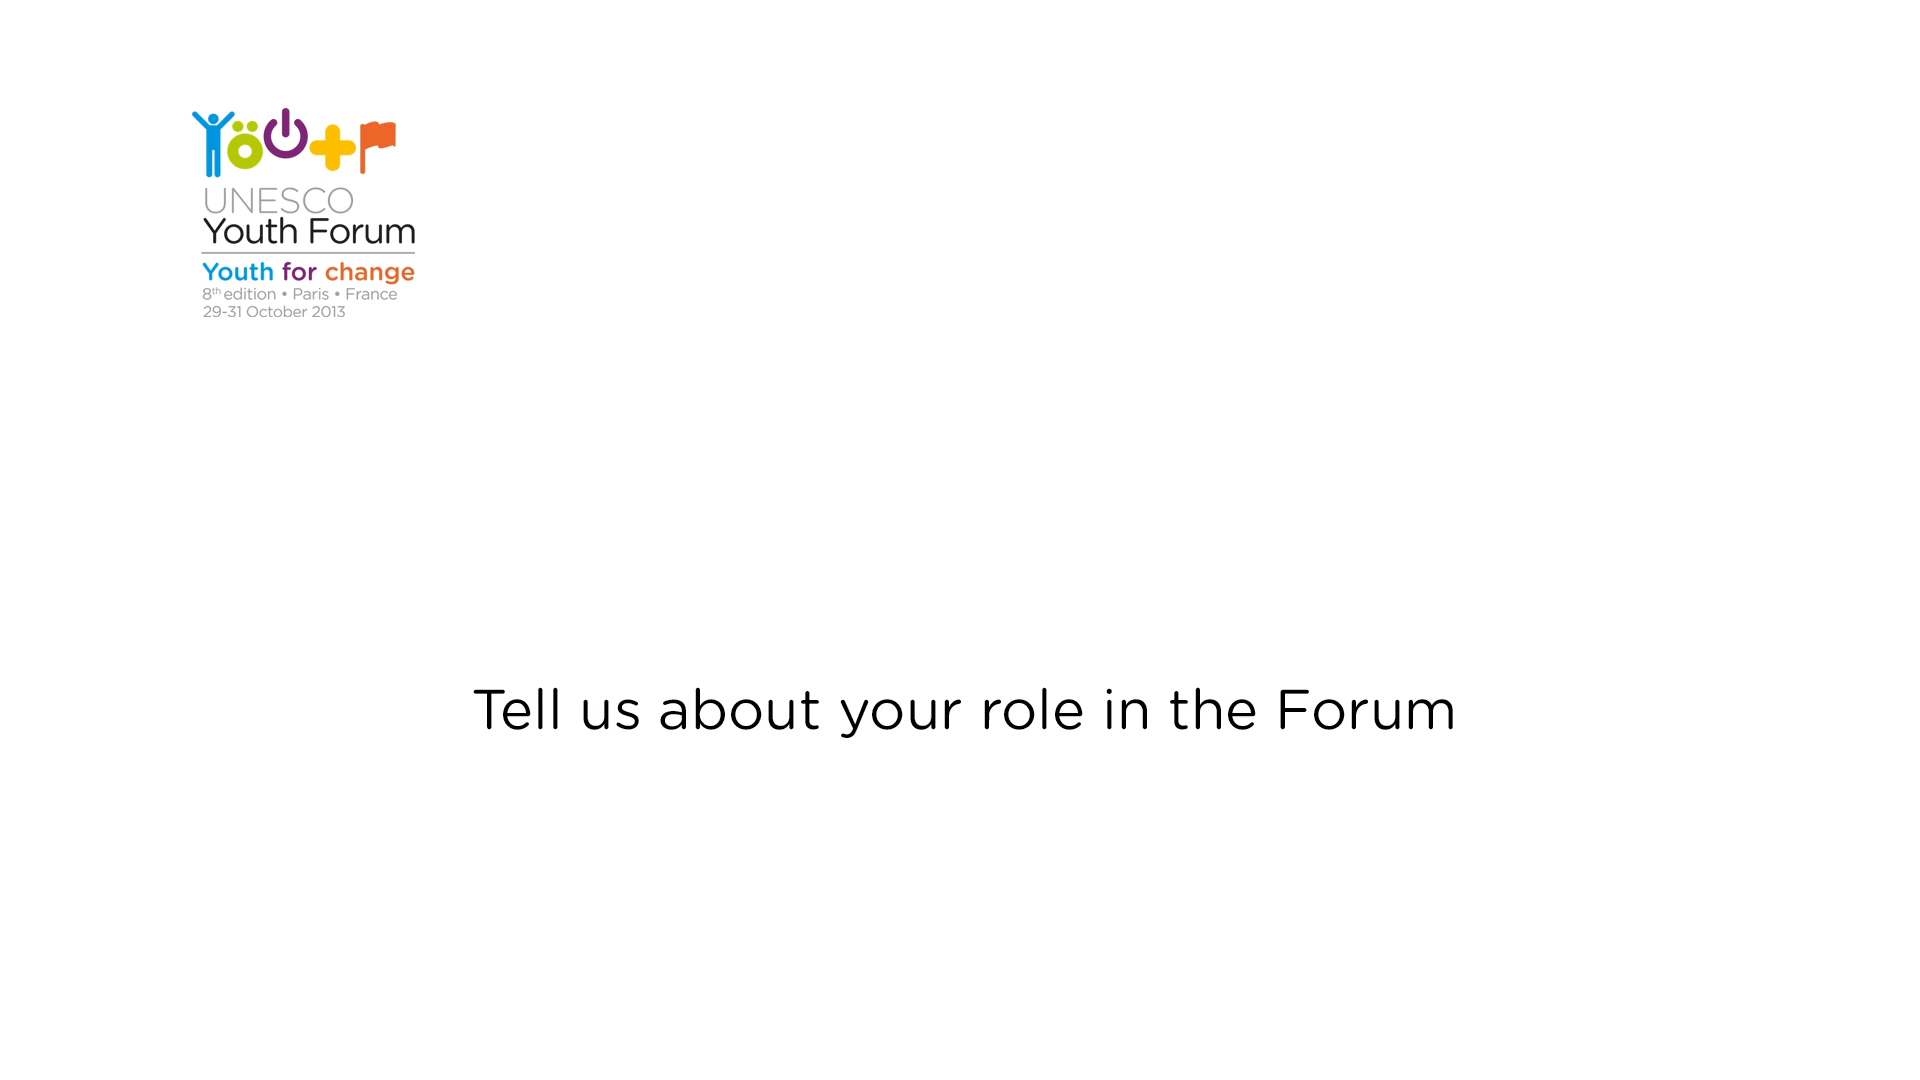 UNESCO
Youth Forum
Youth for change
8th edition • Paris • France
29-31 October 2013
Tell us about your role in the Forum